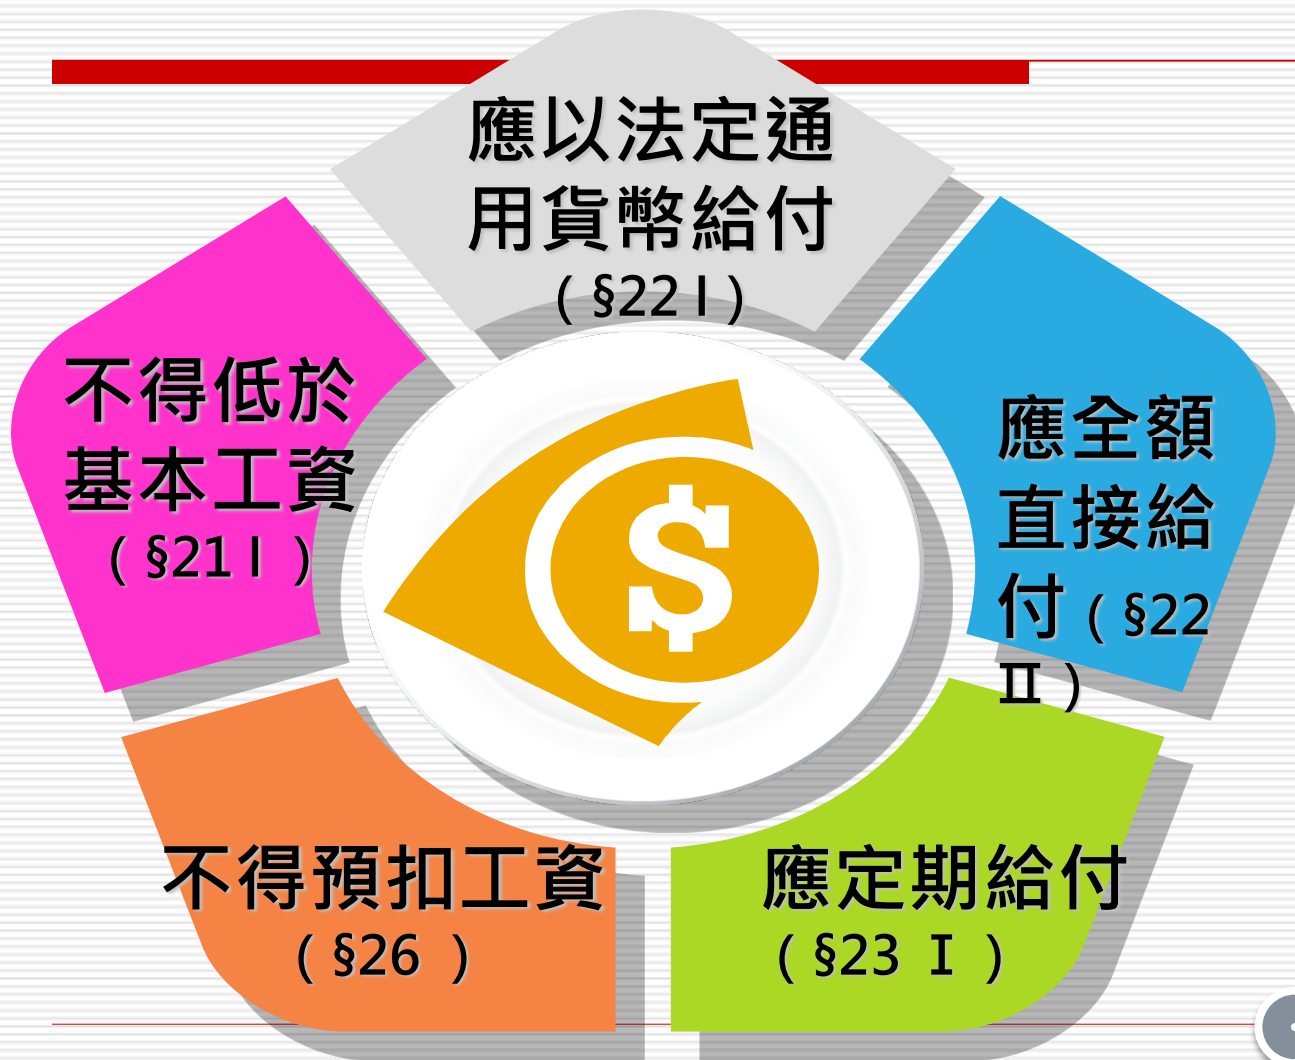 應以法定通
用貨幣給付
（§22Ⅰ）
不得低於
基本工資
（§21Ⅰ）
應全額
直接給
付（§22
Ⅱ）
不得預扣工資
（§26 ）
應定期給付
（§23 Ⅰ ）
$